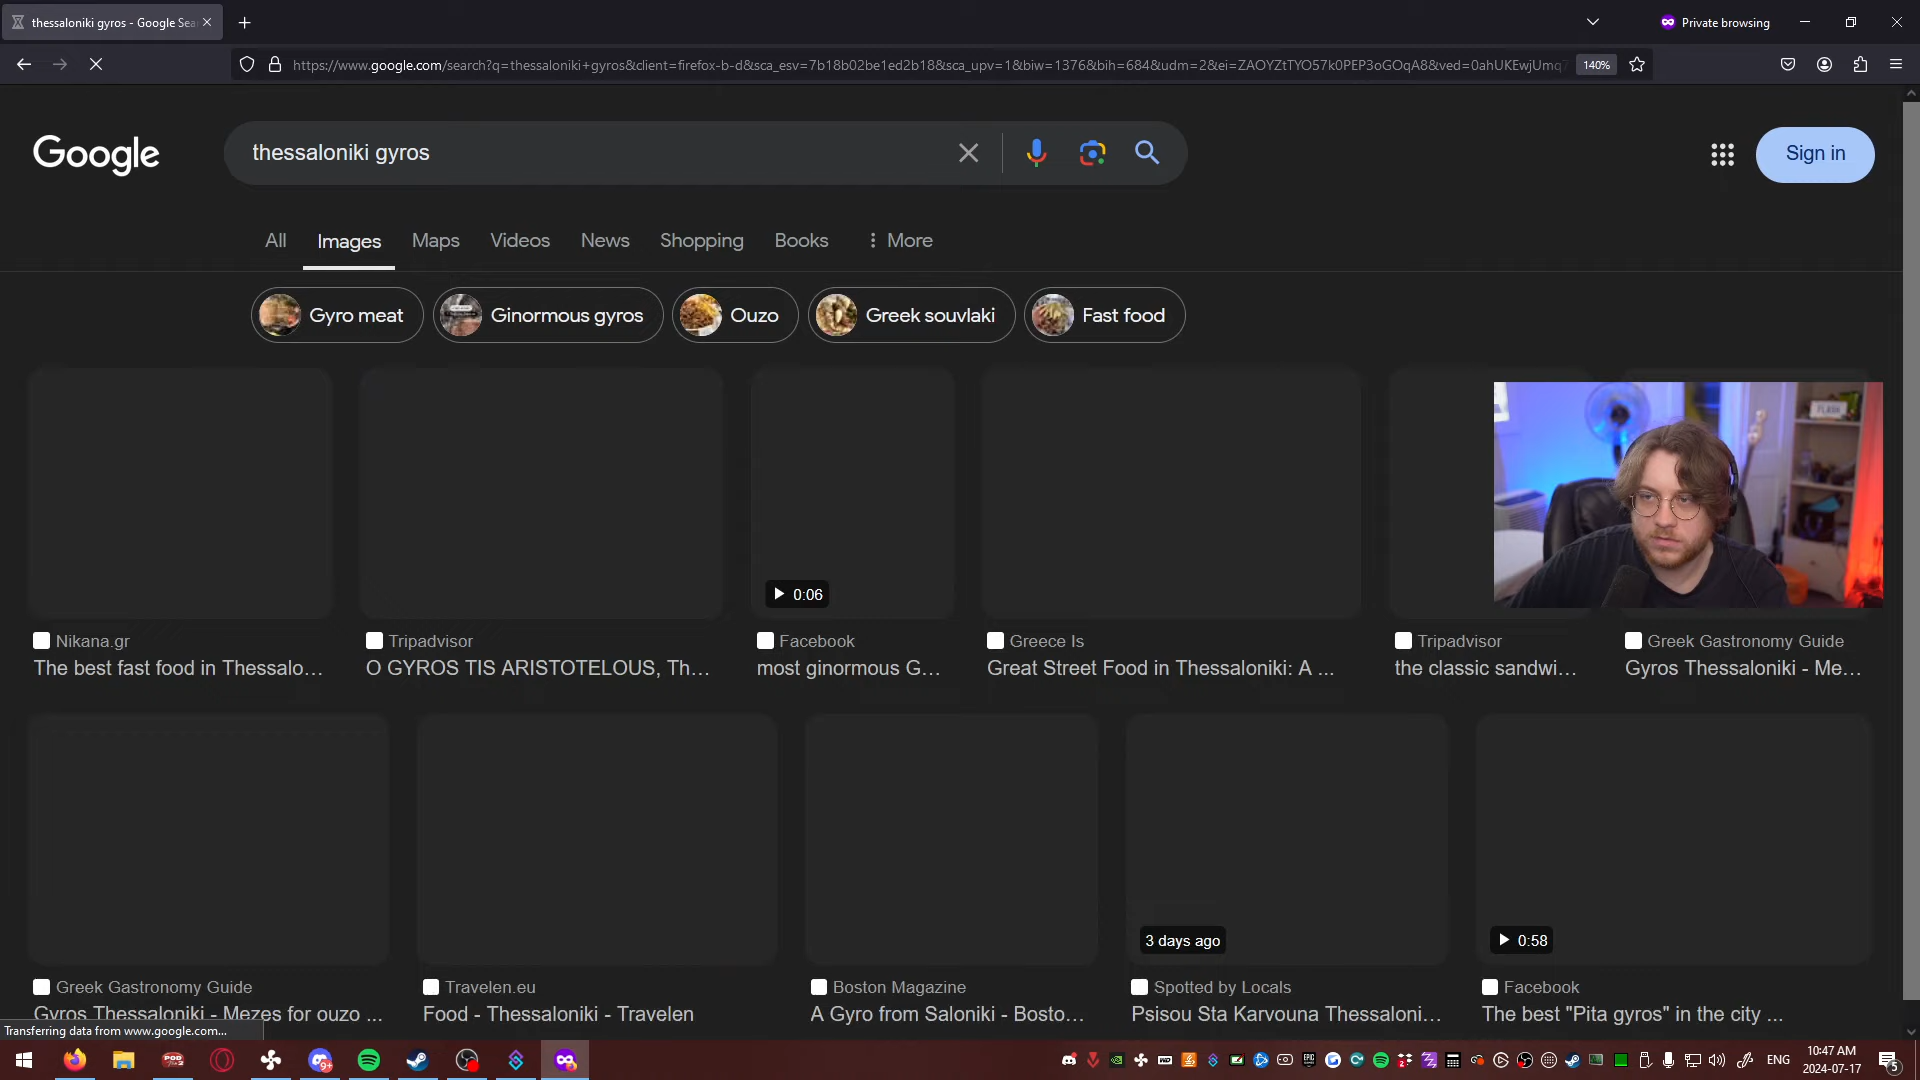 thessaloniki gyros - Google Sea
Private browsing
https://www.google.com/search?q=thessaloniki+gyros&client=firefox-b-d&sca_esv=7b18b02be1ed2b18&sca_upv=1&biw=1376&bih=684&udm=2&ei=ZAOYZtTYO57k0PEP3oGOqA8&ved=0ahUKEwjUmq7
140%
Google
thessaloniki gyros
Sign in
All
Images
Maps
Videos
News
Shopping
Books
More
Gyro meat
Ginormous gyros
Ouzo
Greek souvlaki
Fast food
0:06
Nikana.gr
The best fast food in Thessalo...
Tripadvisor
O GYROS TIS ARISTOTELOUS, Th...
Facebook
most ginormous G...
Greece Is
Great Street Food in Thessaloniki: A ...
Tripadvisor
the classic sandwi...
Greek Gastronomy Guide
Gyros Thessaloniki - Me...
3 days ago
0:58
Greek Gastronomy Guide
Gyros Thessaloniki - Mezes for ouzo ...
Travelen.eu
Food - Thessaloniki - Travelen
Boston Magazine
A Gyro from Saloniki - Bosto...
Spotted by Locals
Psisou Sta Karvouna Thessaloni...
Facebook
The best "Pita gyros" in the city ...
Transferring data from www.google.com...
9+
ENG
10:47 AM
2024-07-17
5